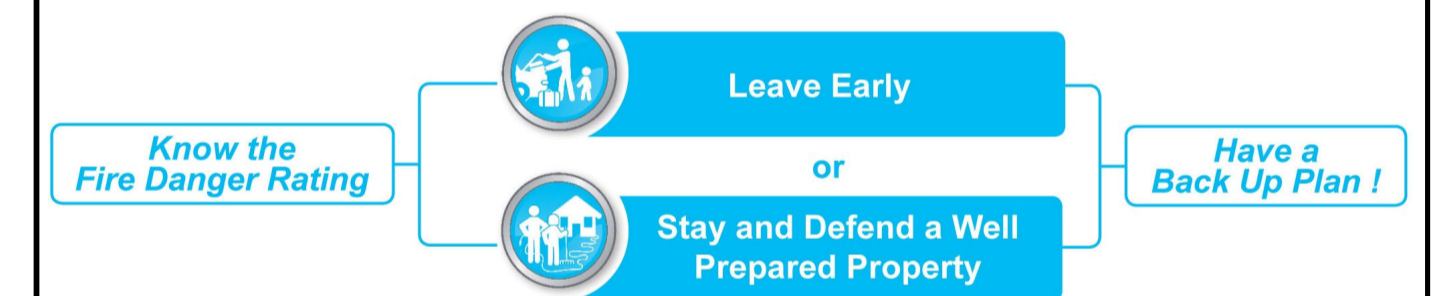 Know the
Fire Danger Rating
Leave Early
or
Stay and Defend a Well
Prepared Property
Have a
Back Up Plan !